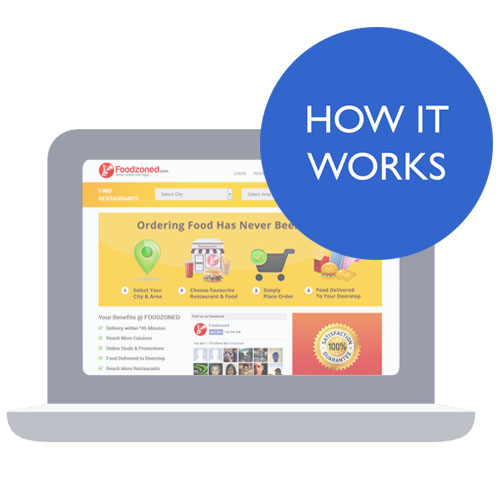 HOW IT
WORKS
Foodzoned.com
LOGIN
FIND
RESTAURANTS
Select City
Select Area
Ordering Food Has Never Bee
1 Select Your
City & Area
2 Choose Favourite
Restaurant & Food
3 Simply
Place Order
4 Food Delivered
To Your Doorstep
Your Benefits @ FOODZONED
Delivery within *45 Minutes
Reach More Cuisines
Online Deals & Promotions
Food Delivered to Doorstep
Reach More Restaurants
Find us on Facebook
Foodzoned
SATISFACTION
100%
GUARANTEE